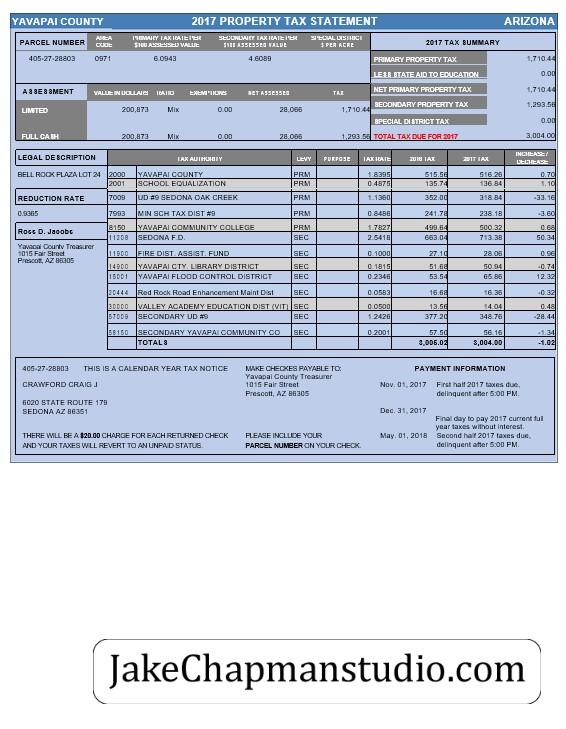 YAVAPAI COUNTY 2017 PROPERTY TAX STATEMENT ARIZONA
PARCEL NUMBER AREA CODE PRIMARY TAX RATE PER $100 ASSESSED VALUE SECONDARY TAX RATE PER $100 ASSESSED VALUE SPECIAL DISTRICT $ PER ACRE 2017 TAX SUMMARY
405-27-28803 0971 6.0943 4.6089
PRIMARY PROPERTY TAX 1,710.44
LESS STATE AID TO EDUCATION 0.00
ASSESSMENT VALUE IN DOLLARS RATIO EXEMPTIONS NET ASSESSED TAX NET PRIMARY PROPERTY TAX 1,710.44
LIMITED 200,873 Mix 0.00 28,066 1,710.44 SECONDARY PROPERTY TAX 1,293.56
SPECIAL DISTRICT TAX 0.00
FULL CASH 200,873 Mix 0.00 28,066 1,293.56 TOTAL TAX DUE FOR 2017 3,004.00
LEGAL DESCRIPTION TAX AUTHORITY LEVY PURPOSE TAX RATE 2016 TAX 2017 TAX INCREASE / DECREASE
BELL ROCK PLAZA LOT 24 2000 YAVAPAI COUNTY PRM 1.8395 515.56 516.26 0.70
2001 SCHOOL EQUALIZATION PRM 0.4875 135.74 136.84 1.10
REDUCTION RATE 7009 UD #9 SEDONA OAK CREEK PRM 1.1360 352.00 318.84 -33.16
0.9365 7993 MIN SCH TAX DIST #9 PRM 0.8486 241.78 238.18 -3.60
8150 YAVAPAI COMMUNITY COLLEGE PRM 1.7827 499.64 500.32 0.68
Ross D. Jacobs 11208 SEDONA F.D. SEC 2.5418 663.04 713.38 50.34
Yavapai County Treasurer
1015 Fair Street
Prescott, AZ 86305
11900 FIRE DIST. ASSIST. FUND SEC 0.1000 27.10 28.06 0.96
14900 YAVAPAI CTY. LIBRARY DISTRICT SEC 0.1815 51.68 50.94 -0.74
15001 YAVAPAI FLOOD CONTROL DISTRICT SEC 0.2346 53.54 65.86 12.32
20444 Red Rock Road Enhancement Maint Dist SEC 0.0583 16.68 16.36 -0.32
30000 VALLEY ACADEMY EDUCATION DIST (VIT) SEC 0.0500 13.56 14.04 0.48
57009 SECONDARY UD #9 SEC 1.2426 377.20 348.76 -28.44
58150 SECONDARY YAVAPAI COMMUNITY CO SEC 0.2001 57.50 56.16 -1.34
TOTALS 3,005.02 3,004.00 -1.02
405-27-28803 THIS IS A CALENDAR YEAR TAX NOTICE
CRAWFORD CRAIG J
6020 STATE ROUTE 179
SEDONA AZ 86351
THERE WILL BE A $20.00 CHARGE FOR EACH RETURNED CHECK
AND YOUR TAXES WILL REVERT TO AN UNPAID STATUS.
MAKE CHECKES PAYABLE TO:
Yavapai County Treasurer
1015 Fair Street
Prescott, AZ 86305
PLEASE INCLUDE YOUR
PARCEL NUMBER ON YOUR CHECK.
PAYMENT INFORMATION
Nov. 01, 2017 First half 2017 taxes due,
delinquent after 5:00 PM.
Dec. 31, 2017
Final day to pay 2017 current full
year taxes without interest.
May. 01, 2018 Second half 2017 taxes due,
delinquent after 5:00 PM.
JakeChapmanstudio.com